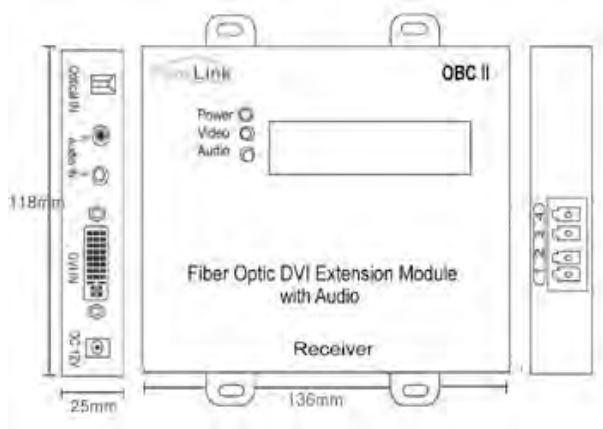 Link
OBC II
Power
Video
Audio
Fiber Optic DVI Extension Module
with Audio
Receiver
Optical IN
Audio IN
DVI IN
DC 12V
118mm
25mm
136mm
4
3
2
1